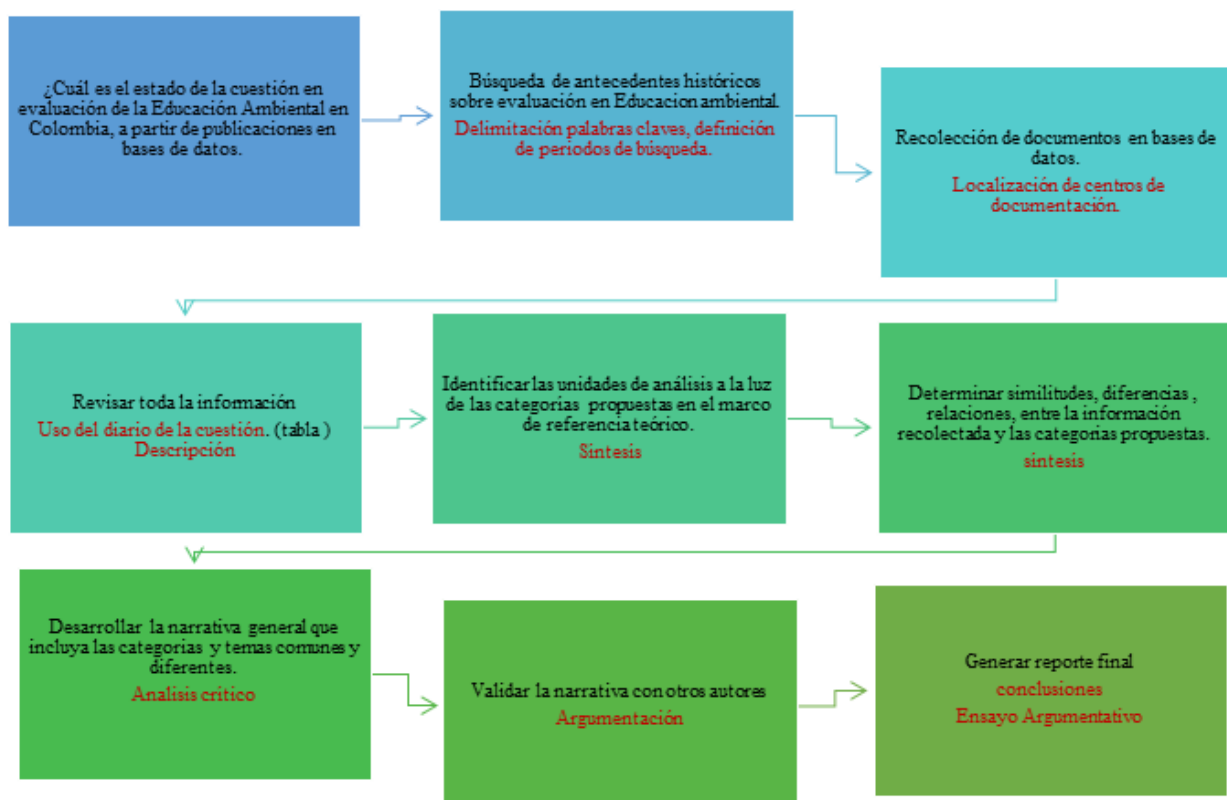 ¿Cuál es el estado de la cuestión en
evaluación de la Educación Ambiental en
Colombia, a partir de publicaciones en
bases de datos.
Búsqueda de antecedentes históricos
sobre evaluación en Educacion ambiental.
Delimitación palabras claves, definición
de periodos de búsqueda.
Recolección de documentos en bases de
datos.
Localización de centros de
documentación.
Revisar toda la información
Uso del diario de la cuestión. (tabla )
Descripción
Identificar las unidades de análisis a la luz
de las categorías propuestas en el marco
de referencia teórico.
Síntesis
Determinar similitudes, diferencias ,
relaciones, entre la información
recolectada y las categorías propuestas.
síntesis
Desarrollar la narrativa general que
incluya las categorías y temas comunes y
diferentes.
Analisis crítico
Validar la narrativa con otros autores
Argumentación
Generar reporte final
conclusiones
Ensayo Argumentativo